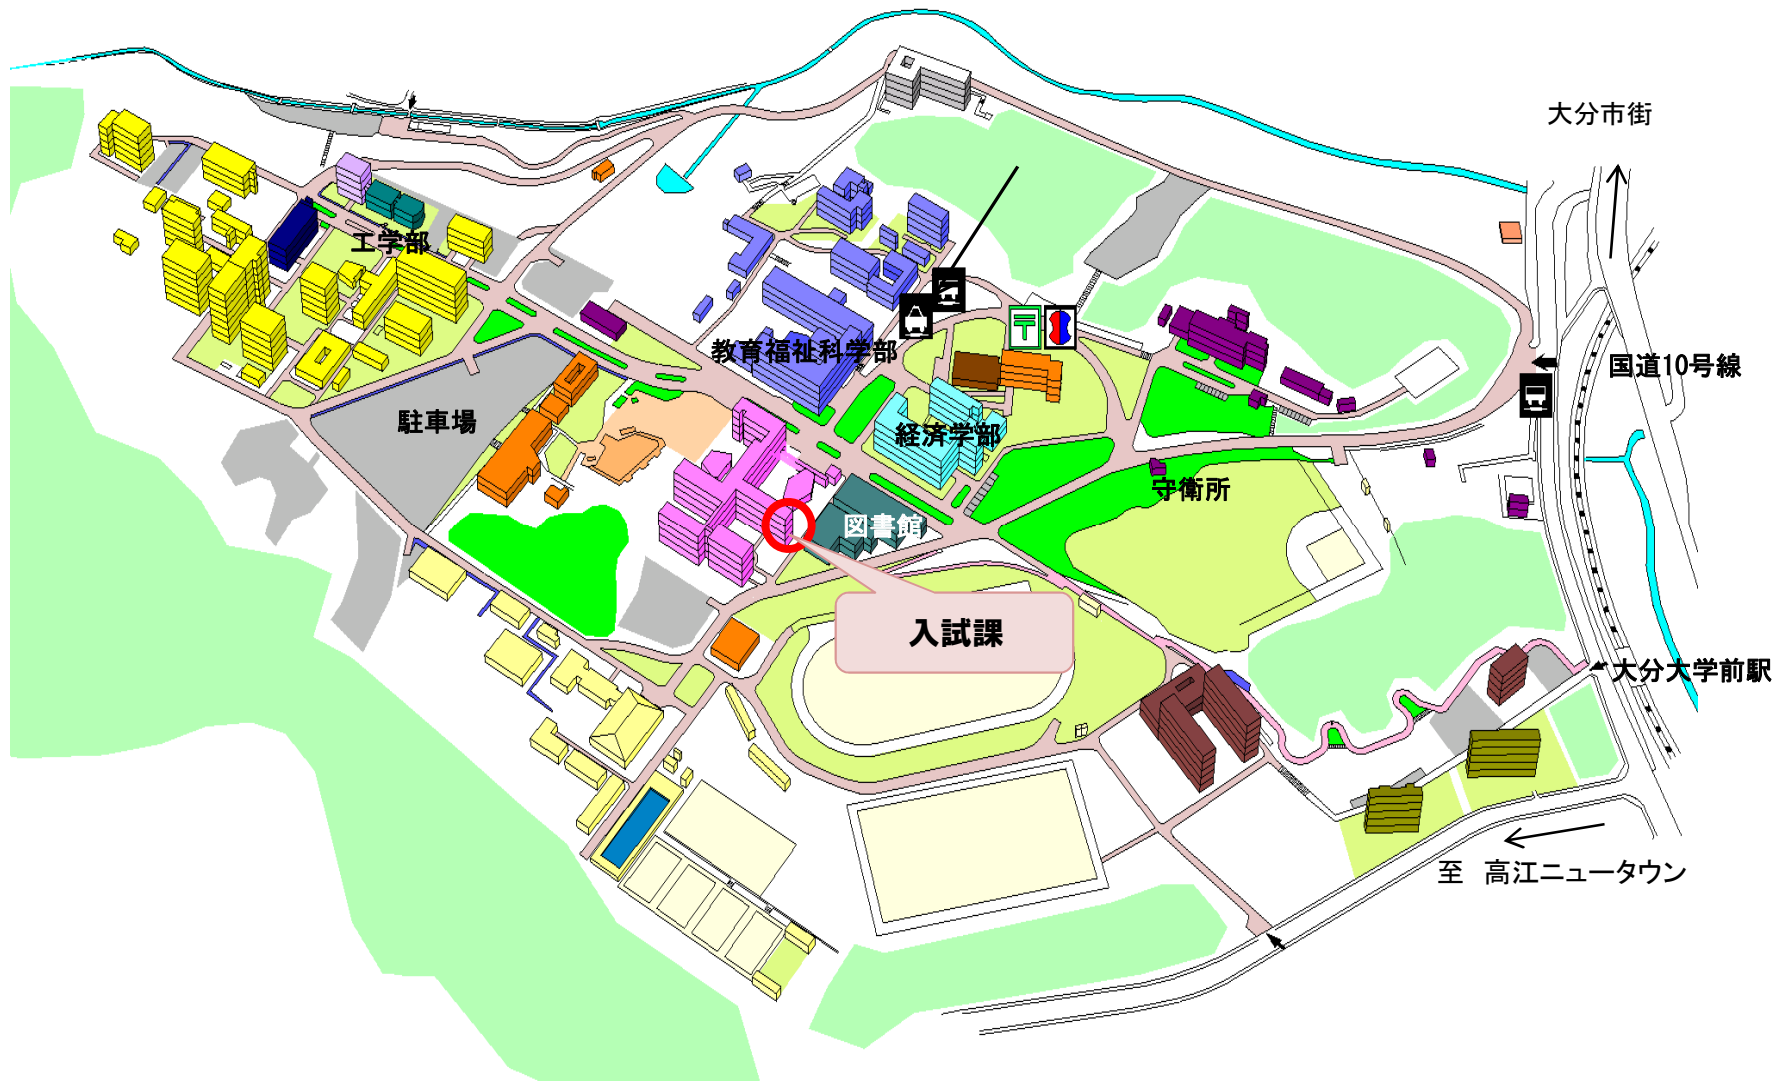 大分市街
工学部
教育福祉科学部
〒
国道10号線
駐車場
経済学部
守衛所
図書館
入試課
大分大学前駅
至 高江ニュータウン